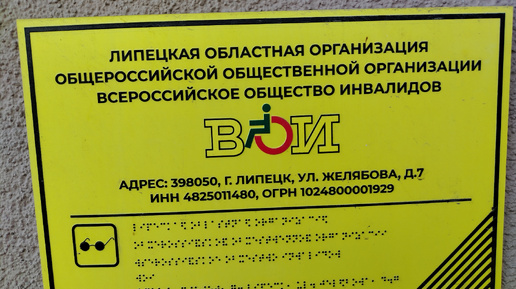 ЛИПЕЦКАЯ ОБЛАСТНАЯ ОРГАНИЗАЦИЯ
ОБЩЕРОССИЙСКОЙ ОБЩЕСТВЕННОЙ ОРГАНИЗАЦИИ
ВСЕРОССИЙСКОЕ ОБЩЕСТВО ИНВАЛИДОВ
ВОИ
АДРЕС: 398050, Г. ЛИПЕЦК, УЛ. ЖЕЛЯБОВА, Д.7
ИНН 4825011480, ОГРН 1024800001929